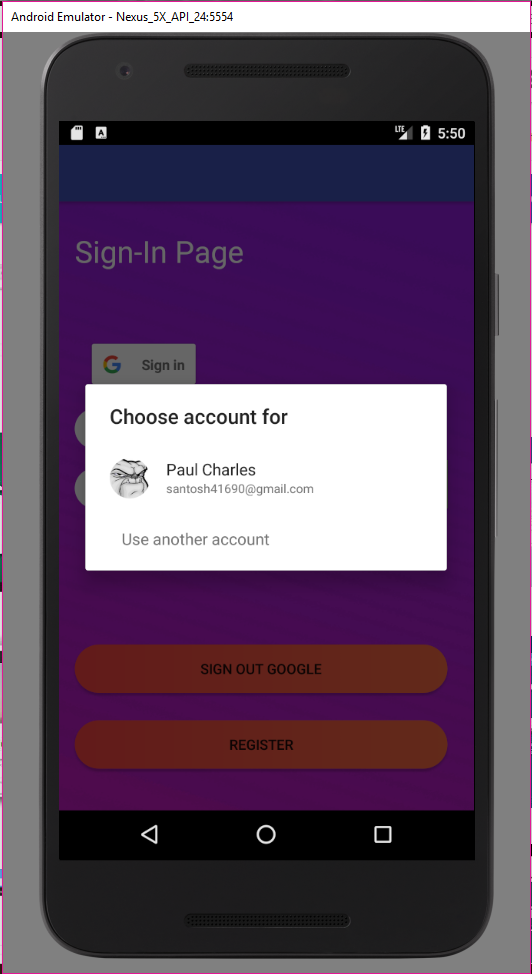 Android Emulator - Nexus_5X_API_24:5554
A
LTE
5:50
Sign-In Page
G Sign in
Choose account for
Paul Charles
santosh41690@gmail.com
Use another account
SIGN OUT GOOGLE
REGISTER